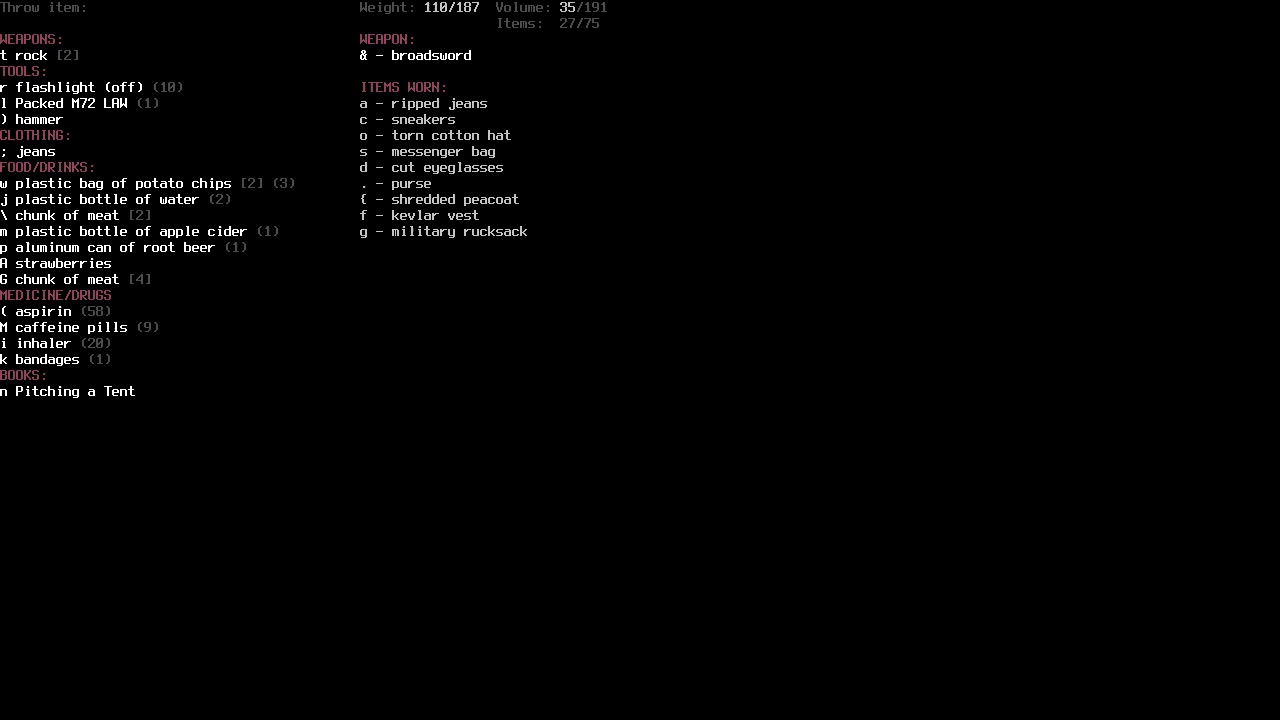 Throw item:
Weight: 110/187 Volume: 35/191
Items: 27/75
WEAPONS:
t rock [2]
TOOLS:
r flashlight (off) (10)
l Packed M72 LAW (1)
) hammer
CLOTHING:
; jeans
FOOD/DRINKS:
w plastic bag of potato chips [2] (3)
j plastic bottle of water (2)
\ chunk of meat [2]
m plastic bottle of apple cider (1)
p aluminum can of root beer (1)
A strawberries
G chunk of meat [4]
MEDICINE/DRUGS
( aspirin (58)
M caffeine pills (9)
i inhaler (20)
k bandages (1)
BOOKS:
n Pitching a Tent
WEAPON:
& - broadsword
ITEMS WORN:
a - ripped jeans
c - sneakers
o - torn cotton hat
s - messenger bag
d - cut eyeglasses
. - purse
{ - shredded peacoat
f - kevlar vest
g - military rucksack